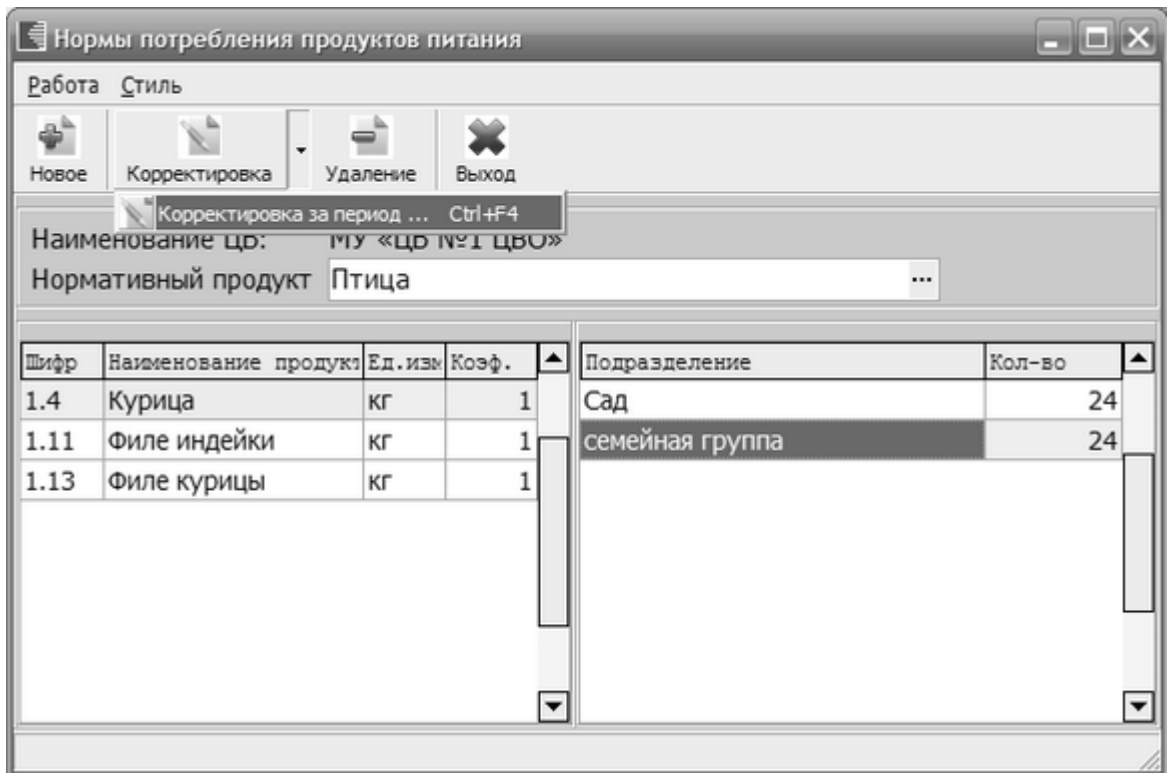 Нормы потребления продуктов питания
Работа Стиль
Новое Корректировка Удаление Выход
Корректировка за период ... Ctrl+F4
Наименование ЦБ: МУ «ЦБ №1 ЦВО»
Нормативный продукт Птица ...
Шифр Наименование продукт Ед.изм Коэф. Подразделение Кол-во
1.4 Курица кг 1 Сад 24
1.11 Филе индейки кг 1 семейная группа 24
1.13 Филе курицы кг 1